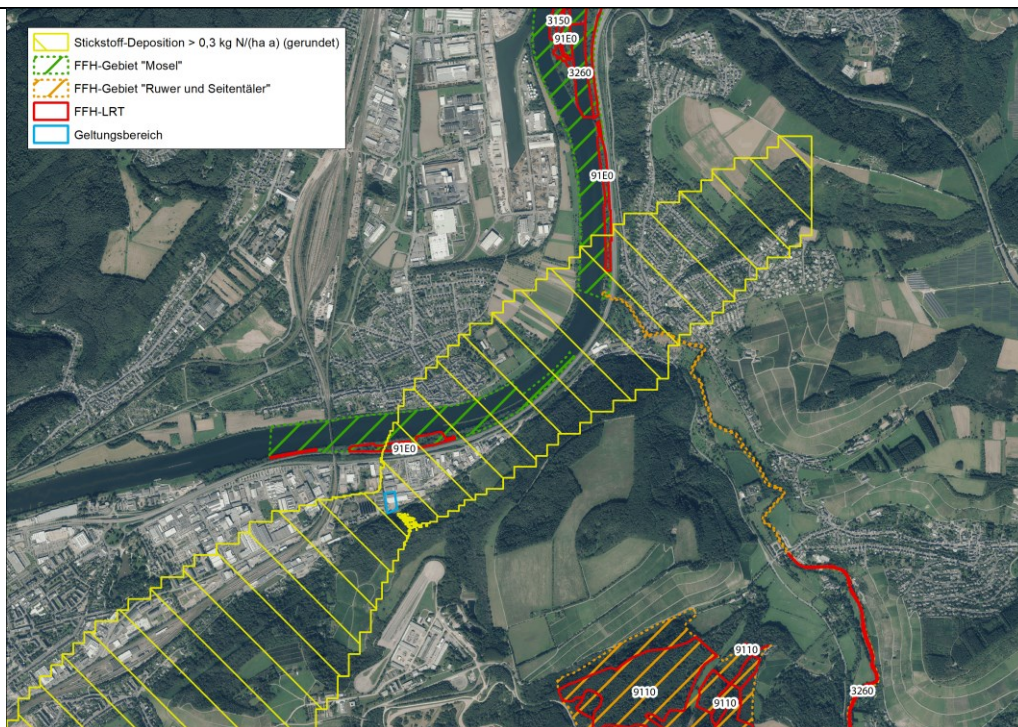 Stickstoff-Deposition > 0,3 kg N/(ha a) (gerundet)
FFH-Gebiet "Mosel"
FFH-Gebiet "Ruwer und Seitentäler"
FFH-LRT
Geltungsbereich
3150
91E0
3260
91E0
91E0
9110
9110
9110
3260